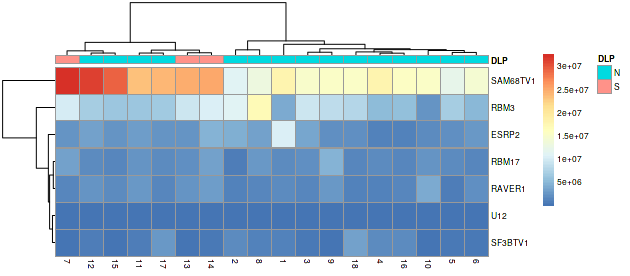 DLP
SAM68TV1
RBM3
ESRP2
RBM17
RAVER1
U12
SF3BTV1
7 12 15 11 17 13 14 2 8 1 3 9 18 4 16 10 5 6
3e+07
2.5e+07
2e+07
1.5e+07
1e+07
5e+06
DLP
N
S